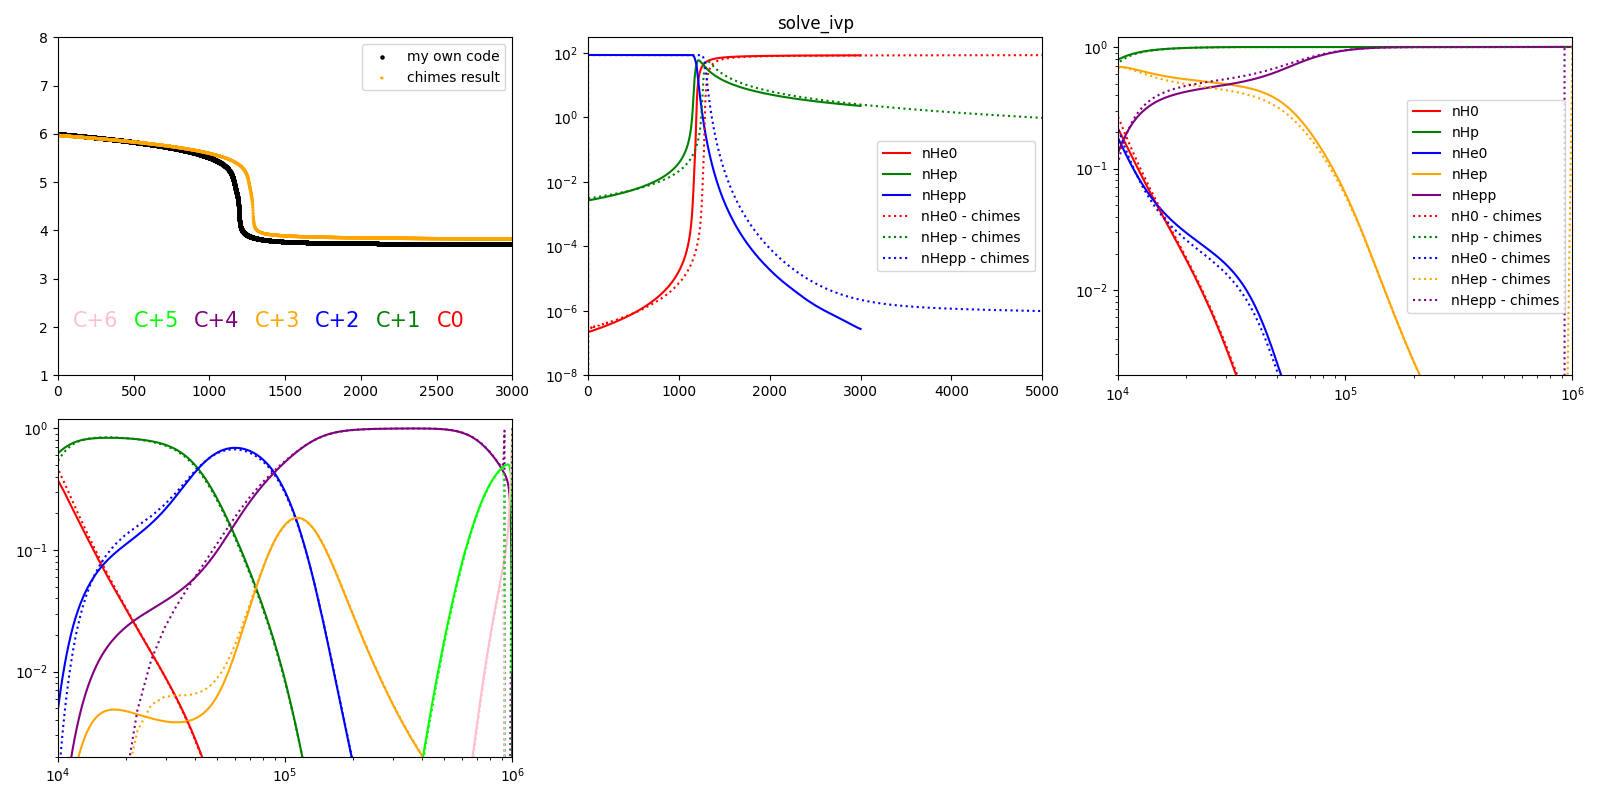 solve_ivp
8
7
6
5
4
3
2
1
my own code
chimes result
C+6 C+5 C+4 C+3 C+2 C+1 C0
0 500 1000 1500 2000 2500 3000
10^2
10^0
10^-2
10^-4
10^-6
10^-8
nHe0
nHep
nHepp
nHe0 - chimes
nHep - chimes
nHepp - chimes
0 1000 2000 3000 4000 5000
10^0
10^-1
10^-2
nH0
nHp
nHe0
nHep
nHepp
nH0 - chimes
nHp - chimes
nHe0 - chimes
nHep - chimes
nHepp - chimes
10^4 10^5 10^6
10^0
10^-1
10^-2
10^4 10^5 10^6